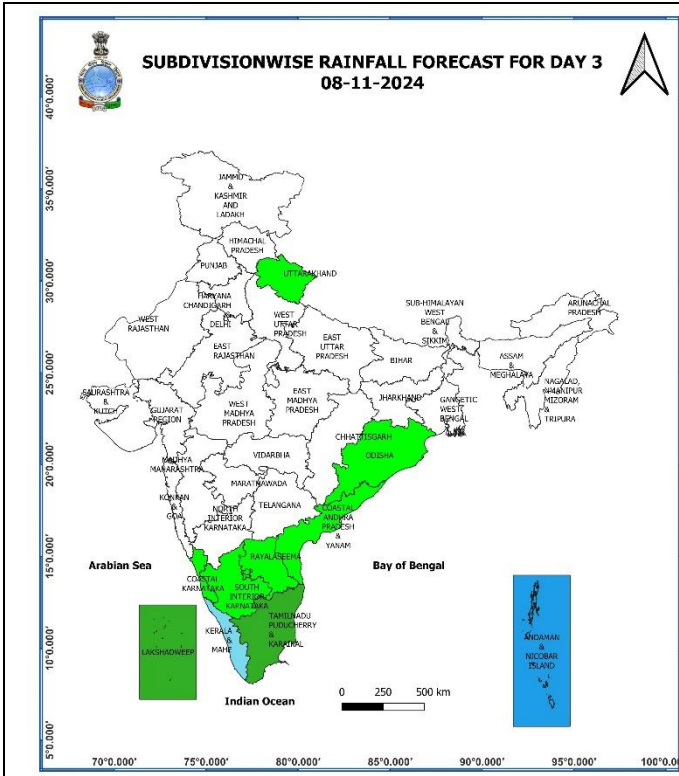 SUBDIVISIONWISE RAINFALL FORECAST FOR DAY 3
08-11-2024
40°0.000'
35°0.000'
30°0.000'
25°0.000'
20°0.000'
15°0.000'
10°0.000'
5°0.000'
JAMMU
&
KASHMIR
AND
LADAKH
HIMACHAL
PRADESH
PUNJAB
UTTARAKHAND
HARYANA
CHANDIGARH
&
DELHI
WEST
RAJASTHAN
WEST
UTTAR
PRADESH
EAST
RAJASTHAN
EAST
UTTAR
PRADESH
SUB-HIMALAYAN
WEST
BENGAL
&
SIKKIM
ARUNACHAL
PRADESH
BIHAR
ASSAM
&
MEGHALAYA
NAGALAD,
MANIPUR
MIZORAM &
TRIPURA
SAURASHTRA
&
KUTCH
GUJARAT
REGION
WEST
MADHYA
PRADESH
EAST
MADHYA
PRADESH
JHARKHAND
GANGETIC
WEST
BENGAL
CHHATTISGARH
ODISHA
VIDARBHA
MADHYA
MAHARASTRA
MARATHAWADA
KONKAN
&
GOA
NORTH
INTERIOR
KARNATAKA
TELANGANA
COASTAL
ANDHRA
PRADESH
&
YANAM
Arabian Sea
RAYALASEEMA
Bay of Bengal
COASTAL
KARNATAKA
SOUTH
INTERIOR
KARNATAKA
TAMILNADU
PUDUCHERRY
&
KARAIKAL
KERALA
&
MAHE
LAKSHADWEEP
ANDAMAN &
NICOBAR
ISLAND
Indian Ocean
0 250 500 km
70°0.000' 75°0.000' 80°0.000' 85°0.000' 90°0.000' 95°0.000' 100°0.0